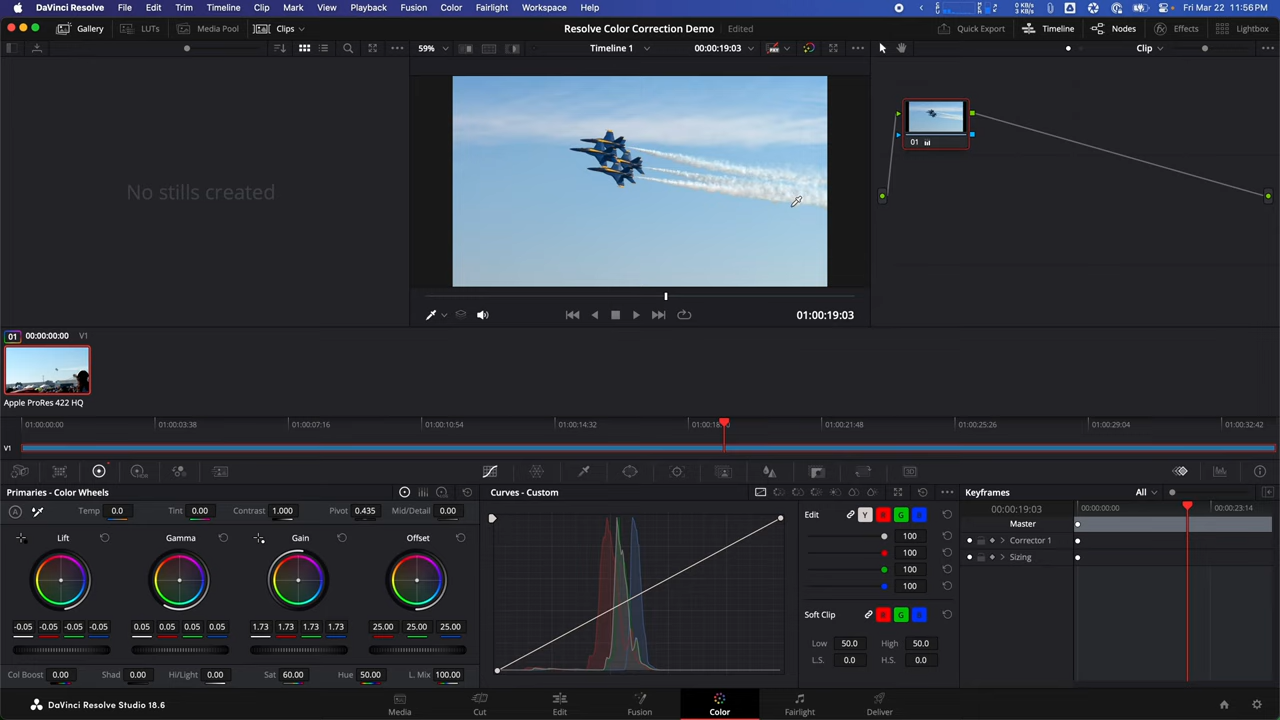 DaVinci Resolve File Edit Trim Timeline Clip Mark View Playback Fusion Color Workspace Help
0 KB/s
3 KB/s
Fri Mar 22 11:56 PM
Gallery LUTs Media Pool Clips Resolve Color Correction Demo Edited Quick Export Timeline Nodes Effects Lightbox
59% Timeline 1 00:00:19:03 Clip
No stills created
01
01:00:19:03
01 00:00:00:00 V1
Apple ProRes 422 HQ
01:00:00:00 01:00:03:38 01:00:07:16 01:00:10:54 01:00:14:32 01:00:21:48 01:00:25:26 01:00:29:04 01:00:32:42
V1
Primaries - Color Wheels
Temp 0.0 Tint 0.00 Contrast 1.000 Pivot 0.435 Mid/Detail 0.00
Lift Gamma Gain Offset
-0.05 -0.05 -0.05 -0.05 0.05 0.05 0.05 0.05 1.73 1.73 1.73 1.73 25.00 25.00 25.00
Col Boost 0.00 Shad 0.00 Hi/Light 0.00 Sat 60.00 Hue 50.00 L. Mix 100.00
Curves - Custom
Edit Y
100
100
100
100
Soft Clip
Low 50.0 High 50.0
L.S. 0.0 H.S. 0.0
Keyframes All
00:00:19:03 00:00:00:00 00:00:23:14
Master
Corrector 1
Sizing
DaVinci Resolve Studio 18.6 Media Cut Edit Fusion Color Fairlight Deliver